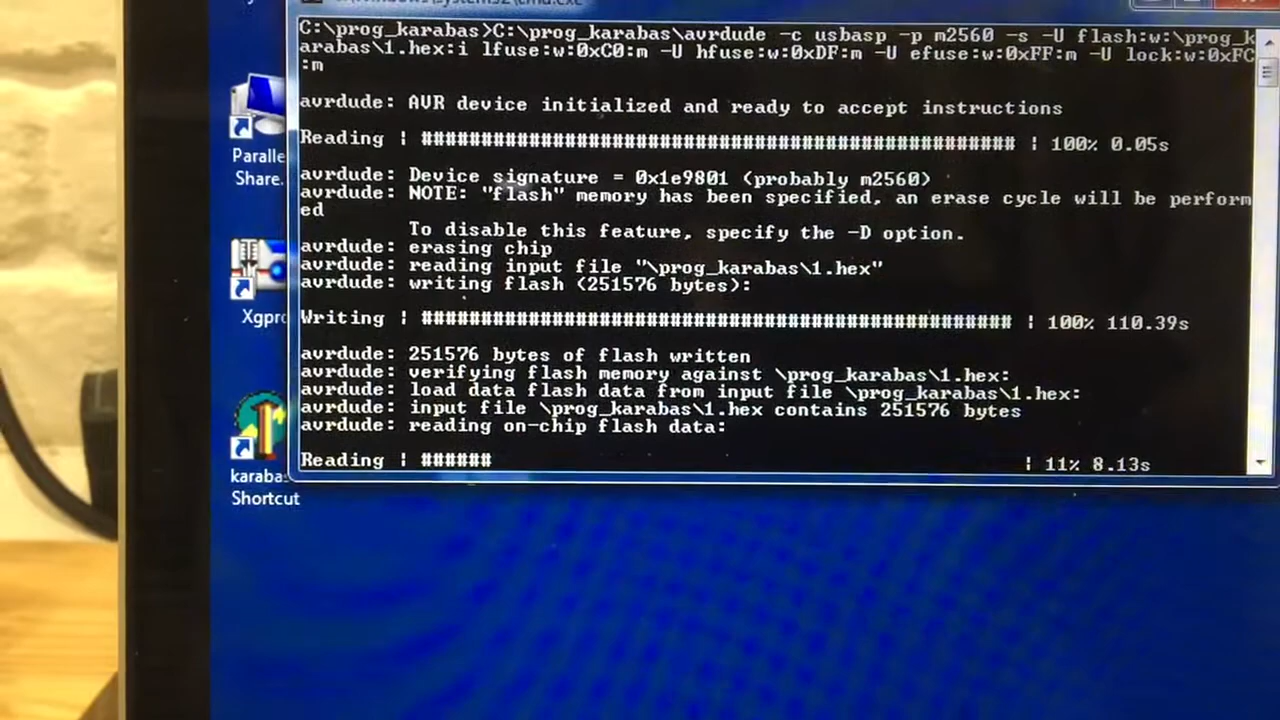 C:\prog_karabas>C:\prog_karabas\avrdude -c usbasp -p m2560 -s -U flash:w:\prog_k
arabas\1.hex:i lfuse:w:0xC0:m -U hfuse:w:0xDF:m -U efuse:w:0xFF:m -U lock:w:0xFC
:m
avrdude: AVR device initialized and ready to accept instructions
Reading | ################################################## | 100% 0.05s
avrdude: Device signature = 0x1e9801 (probably m2560)
avrdude: NOTE: "flash" memory has been specified, an erase cycle will be perform
ed
To disable this feature, specify the -D option.
avrdude: erasing chip
avrdude: reading input file "\prog_karabas\1.hex"
avrdude: writing flash (251576 bytes):
Writing | ################################################## | 100% 110.39s
avrdude: 251576 bytes of flash written
avrdude: verifying flash memory against \prog_karabas\1.hex:
avrdude: load data flash data from input file \prog_karabas\1.hex:
avrdude: input file \prog_karabas\1.hex contains 251576 bytes
avrdude: reading on-chip flash data:
Reading | ###### | 11% 8.13s
Paralle
Share.
Xgpro
karabas
Shortcut